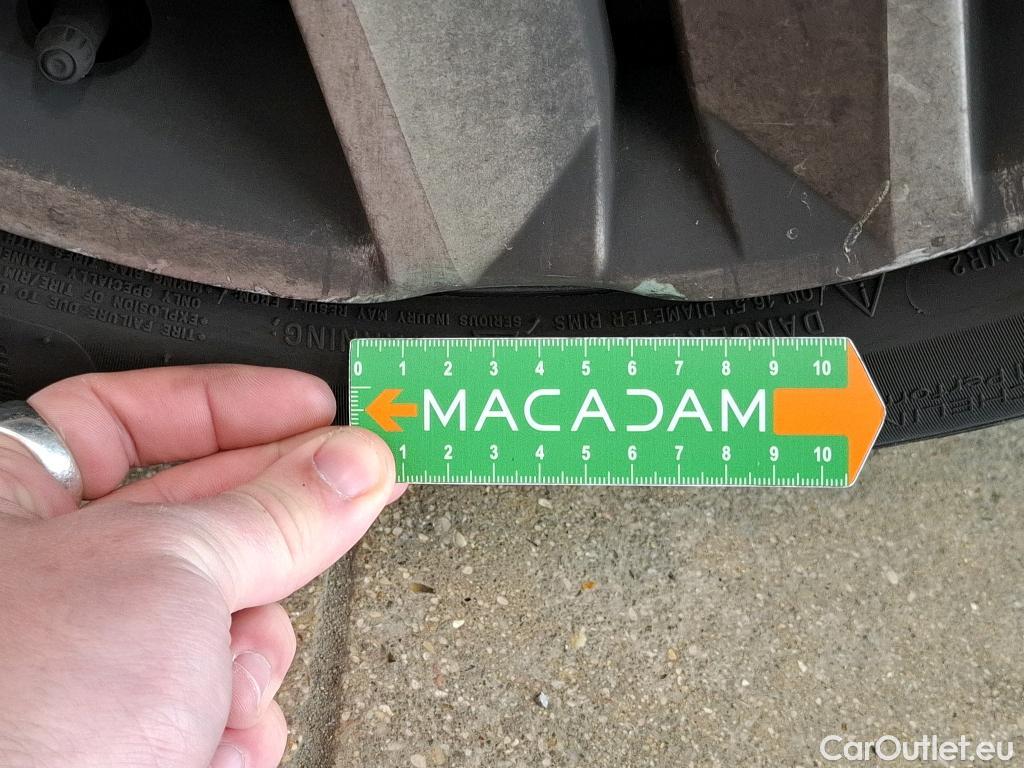 0 1 2 3 4 5 6 7 8 9 10
MACADAM
1 2 3 4 5 6 7 8 9 10
DANGER
ON 16.5" DIAMETER RIMS / SERIOUS INJURY MAY RESULT FROM:
TIRE FAILURE DUE TO
EXPLOSION OF TIRE/RIM
ONLY SPECIALLY
CarOutlet.eu